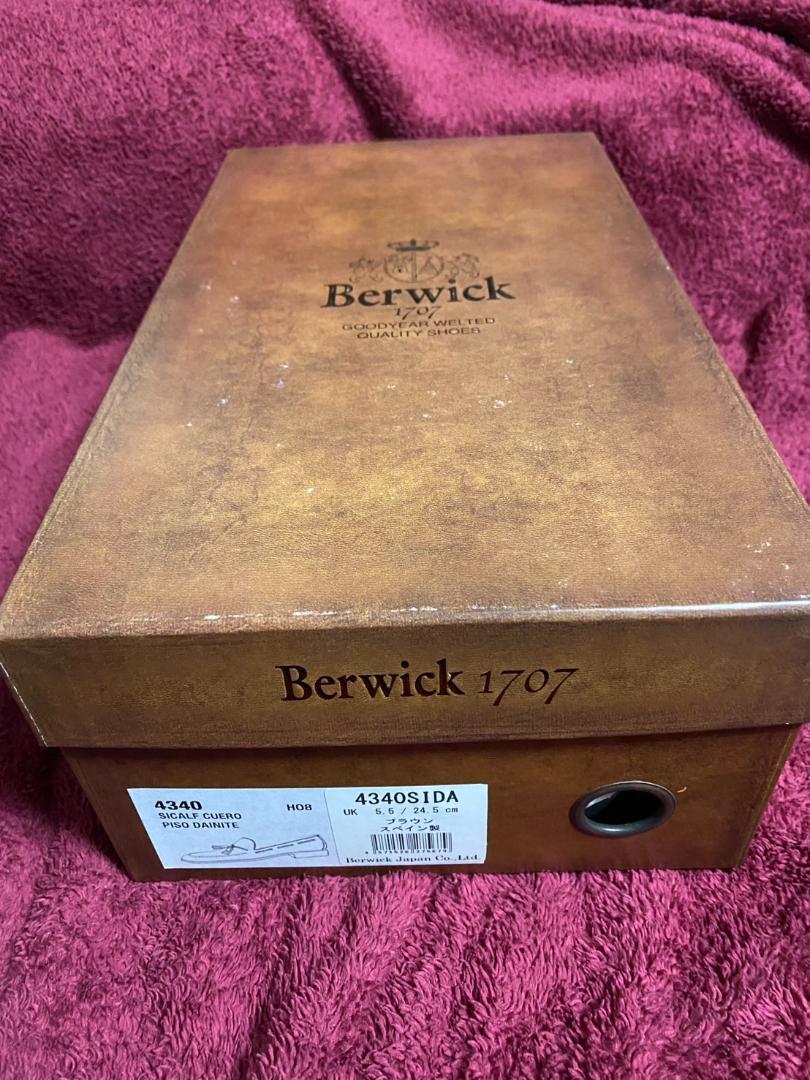 Berwick
1707
GOODYEAR WELTED
QUALITY SHOES
Berwick 1707
4340
H08
SICALF CUERO
PISO DAINITE
4340SIDA
UK 5.5 / 24.5 cm
ブラウン
スペイン製
Berwick Japan Co.,Ltd.